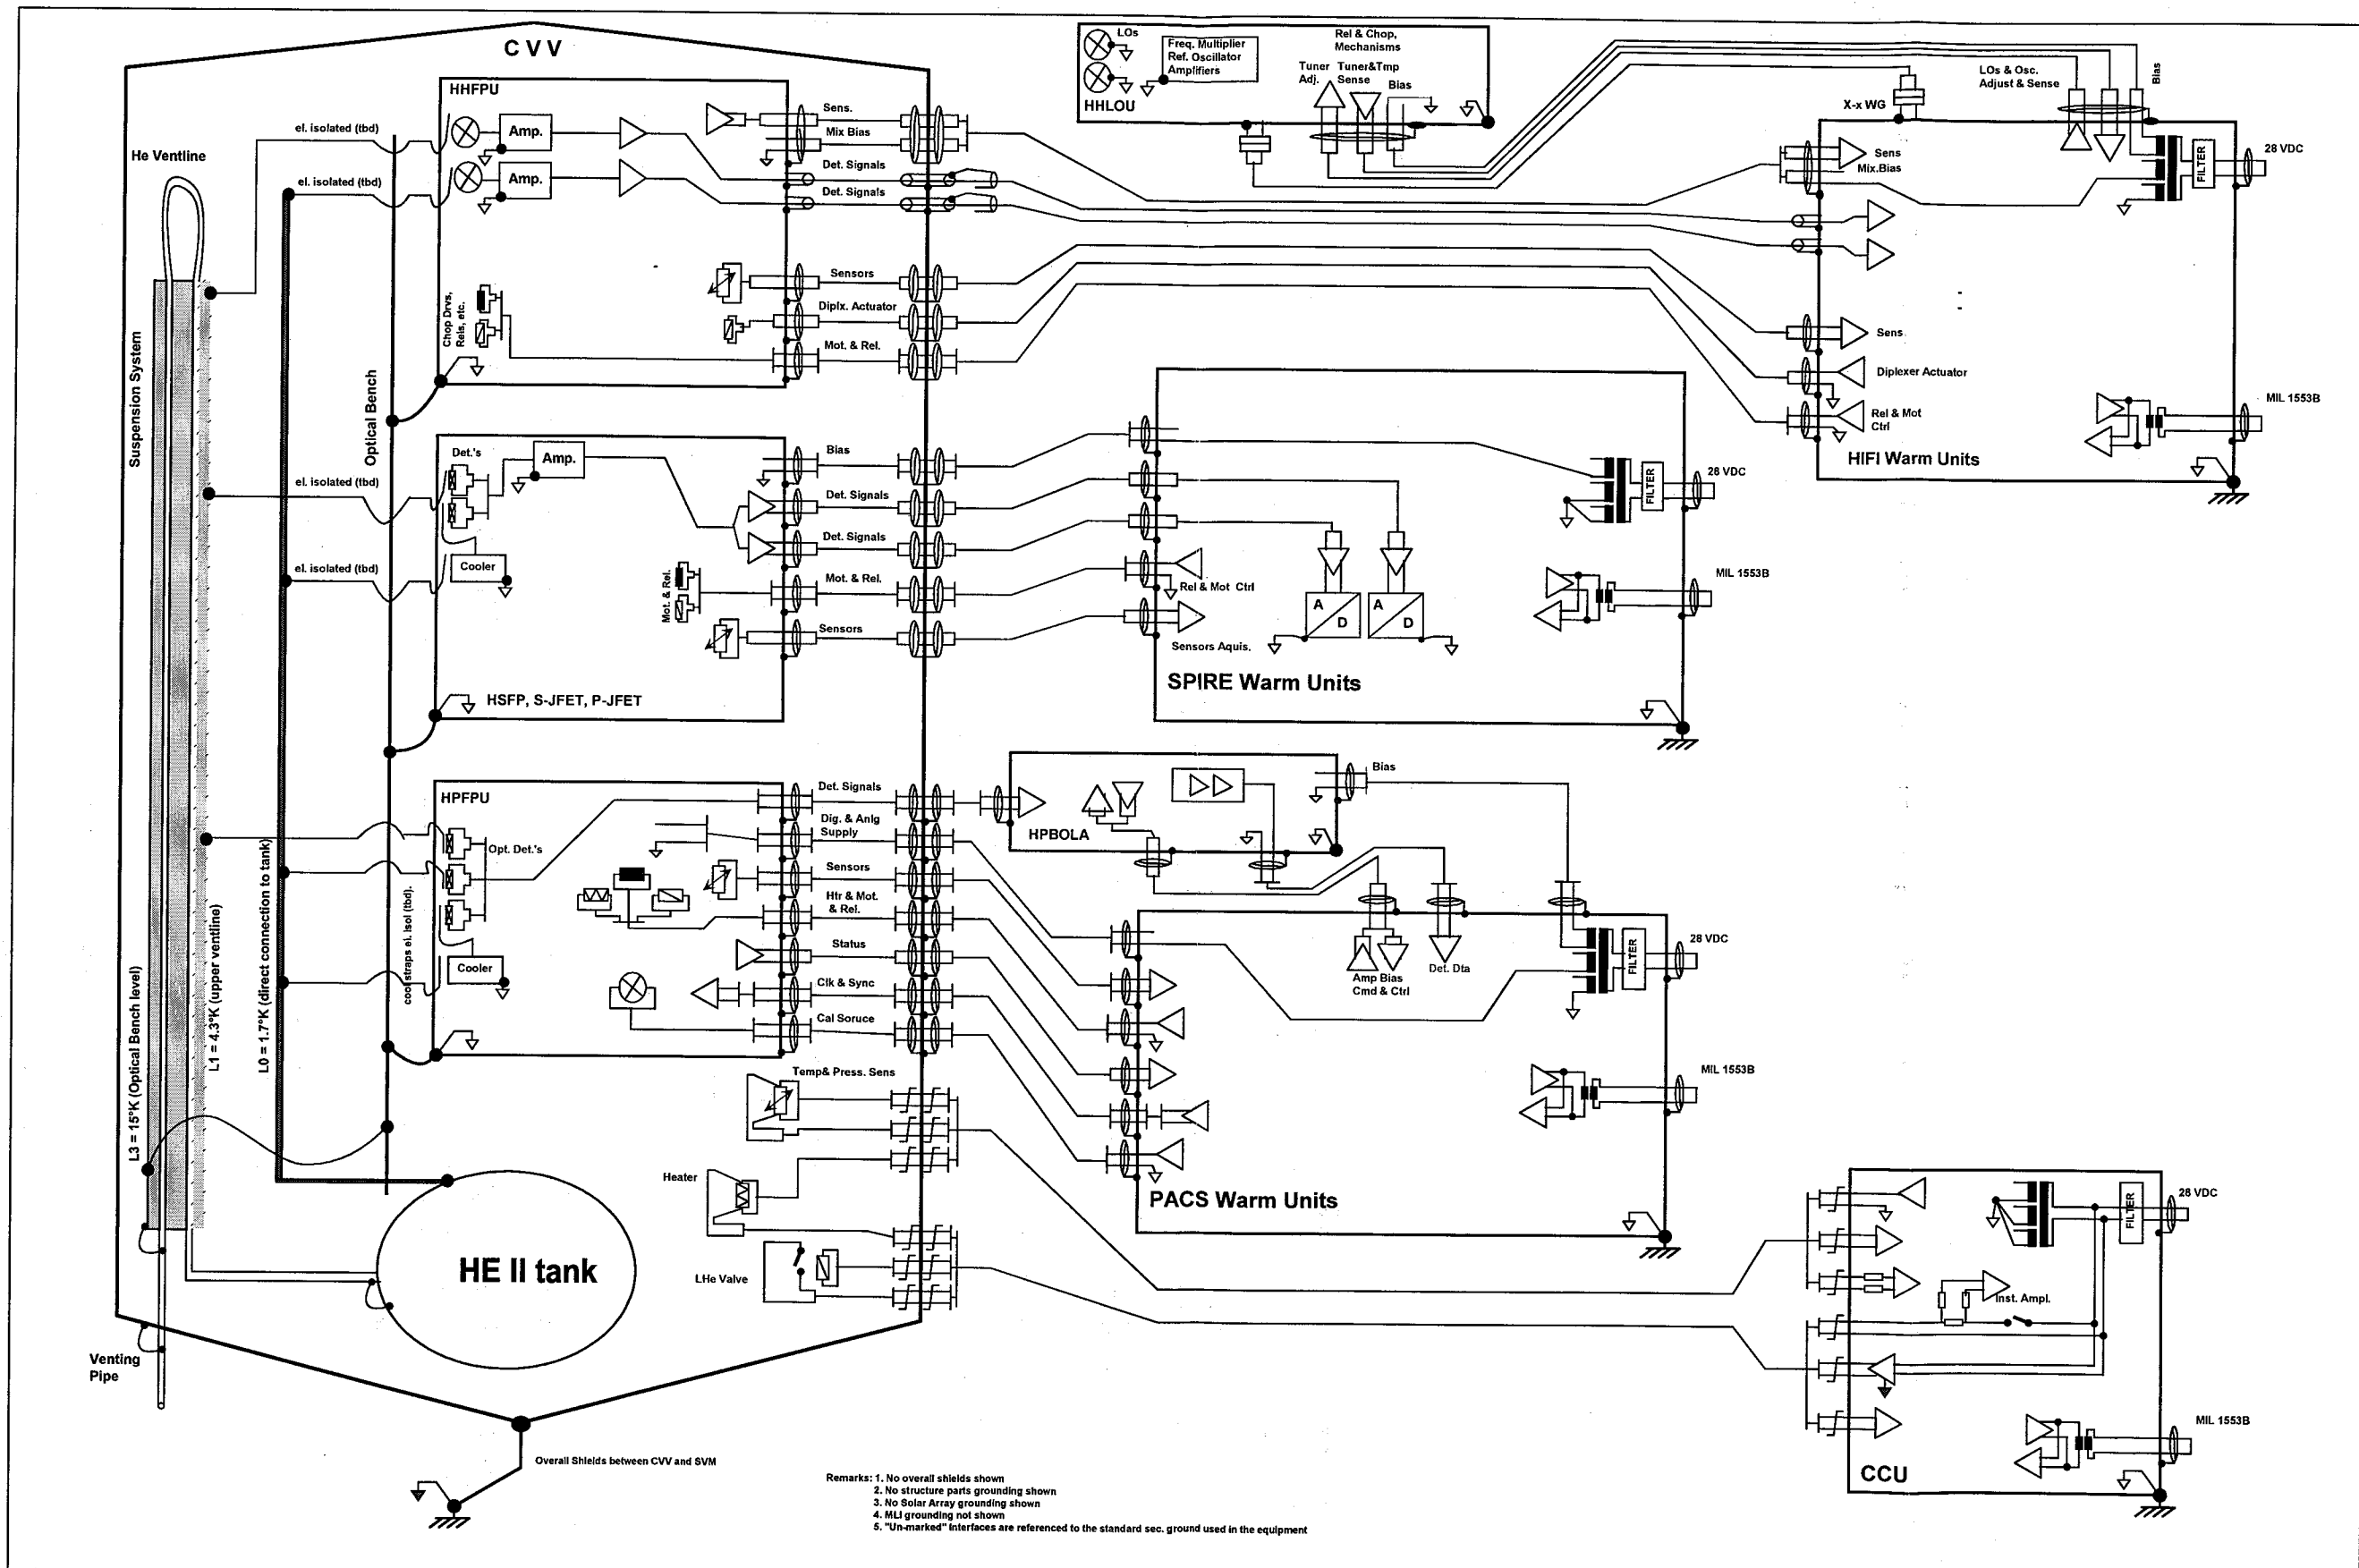 CVV
HHFPU
el. isolated (tbd)
He Ventline
el. isolated (tbd)
Amp.
Amp.
Sens.
Mix Bias
Det. Signals
Det. Signals
Sensors
Diplx. Actuator
Mot. & Rel.
Chop Drvs,
Rels, etc.
Suspension System
Optical Bench
LOs
Freq. Multiplier
Ref. Oscillator
Amplifiers
HHLOU
Rel & Chop,
Mechanisms
Tuner
Adj.
Tuner&Tmp
Sense
Bias
X-x WG
LOs & Osc.
Adjust & Sense
Bias
Sens
Mix.Bias
FILTER
28 VDC
Sens
Diplexer Actuator
Rel & Mot
Ctrl
MIL 1553B
HIFI Warm Units
el. isolated (tbd)
el. isolated (tbd)
Det.'s
Amp.
Cooler
Bias
Det. Signals
Det. Signals
Mot. & Rel.
Mot. & Rel.
Sensors
HSFP, S-JFET, P-JFET
Rel & Mot Ctrl
Sensors Aquis.
A
D
A
D
FILTER
28 VDC
MIL 1553B
SPIRE Warm Units
HPFPU
Opt. Det.'s
Cooler
cool straps el. isol (tbd).
Det. Signals
Dig. & Anlg
Supply
Sensors
Htr & Mot.
& Rel.
Status
Clk & Sync
Cal Soruce
HPBOLA
Bias
Amp Bias
Cmd & Ctrl
Det. Dta
FILTER
28 VDC
MIL 1553B
PACS Warm Units
L3 = 15°K (Optical Bench level)
L1 = 4.3°K (upper ventline)
L0 = 1.7°K (direct connection to tank)
Temp& Press. Sens
Heater
LHe Valve
HE II tank
Venting
Pipe
FILTER
28 VDC
Inst. Ampl.
MIL 1553B
CCU
Overall Shields between CVV and SVM
Remarks: 1. No overall shields shown
2. No structure parts grounding shown
3. No Solar Array grounding shown
4. MLI grounding not shown
5. "Un-marked" interfaces are referenced to the standard sec. ground used in the equipment